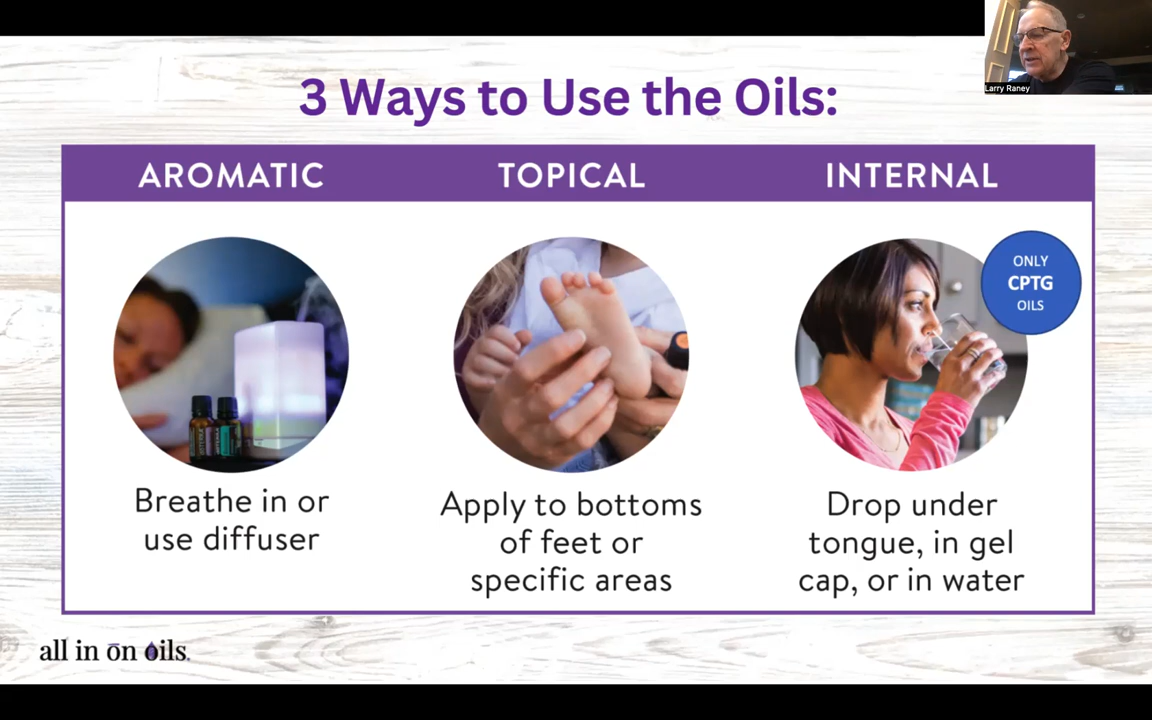 3 Ways to Use the Oils:
Larry Raney
AROMATIC
TOPICAL
INTERNAL
ONLY
CPTG
OILS
Breathe in or
use diffuser
Apply to bottoms
of feet or
specific areas
Drop under
tongue, in gel
cap, or in water
all in ōn oils.